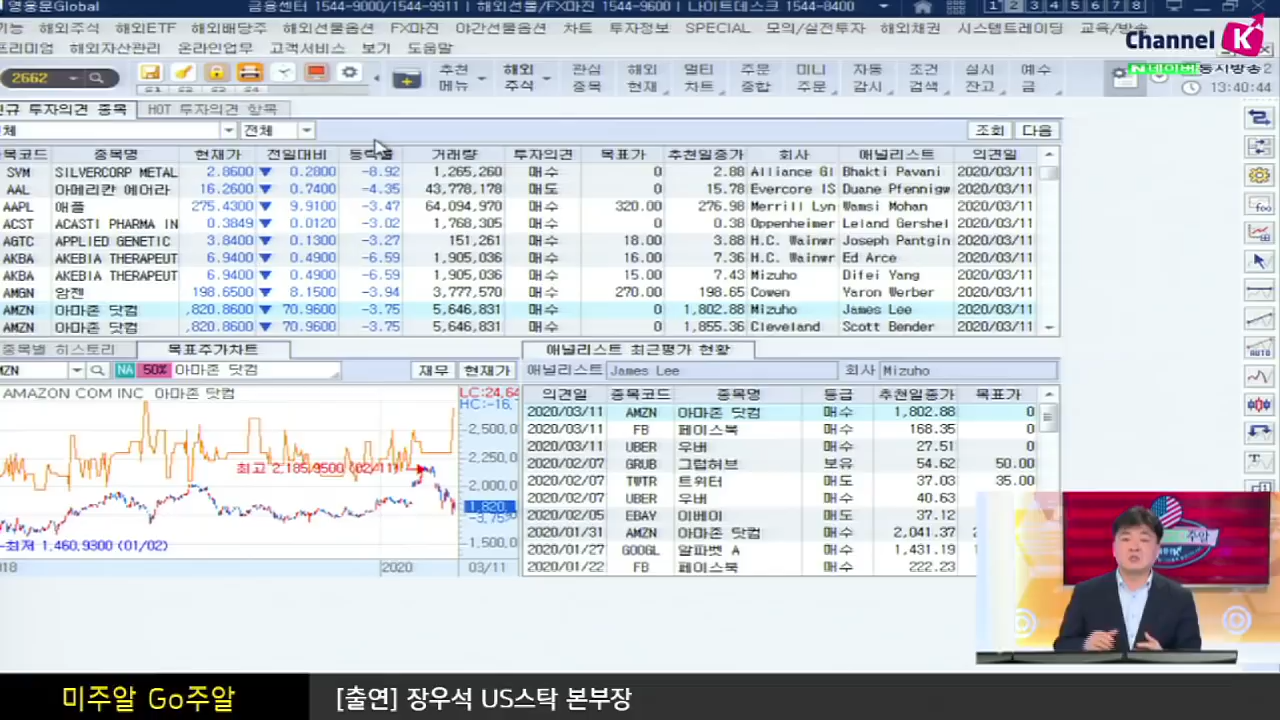 영웅문Global 금융센터 1544-9000/1544-9911 | 해외선물/FX마진 1544-9600 | 나이트데스크 1544-8400 1 2 3 4 5 6 7 8
기능 해외주식 해외ETF 해외배당주 해외선물옵션 FX마진 야간선물옵션 차트 투자정보 SPECIAL 모의/실전투자 해외채권 시스템트레이딩 교육/방송
프리미엄 해외자산관리 온라인업무 고객서비스 보기 도움말
Channel K
2662 추천메뉴 해외주식 관심종목 해외현재 멀티차트 주문종합 미니주문 자동감시 조건검색 실시잔고 예수금
13:40:44
신규 투자의견 종목 HOT 투자의견 항목
전체 조회 다음
종목명 현재가 전일대비 등락률 거래량 투자의견 목표가 추천일종가 회사 애널리스트 의견일
SVM SILVERCORP METAL 2.8600 ▼ 0.2800 -8.92 1,265,260 매수 0 2.88 Alliance Gl Bhakti Pavani 2020/03/11
AAL 아메리칸 에어라 16.2600 ▼ 0.7400 -4.35 43,778,178 매도 0 15.78 Evercore IS Duane Pfennigw 2020/03/11
AAPL 애플 275.4300 ▼ 9.9100 -3.47 64,094,970 매수 320.00 276.98 Merrill Lyn Wamsi Mohan 2020/03/11
ACST ACASTI PHARMA IN 0.3849 ▼ 0.0120 -3.02 1,768,305 매수 0 0.38 Oppenheimer Leland Gershel 2020/03/11
AGTC APPLIED GENETIC 3.8400 ▼ 0.1300 -3.27 151,261 매수 18.00 3.88 H.C. Wainwr Joseph Pantgin 2020/03/11
AKBA AKEBIA THERAPEUT 6.9400 ▼ 0.4900 -6.59 1,905,036 매수 16.00 7.36 H.C. Wainwr Ed Arce 2020/03/11
AKBA AKEBIA THERAPEUT 6.9400 ▼ 0.4900 -6.59 1,905,036 매수 15.00 7.43 Mizuho Difei Yang 2020/03/11
AMGN 암젠 198.6500 ▼ 8.1500 -3.94 3,777,570 매수 270.00 198.65 Cowen Yaron Werber 2020/03/11
AMZN 아마존 닷컴 ,820.8600 ▼ 70.9600 -3.75 5,646,831 매수 0 1,802.88 Mizuho James Lee 2020/03/11
AMZN 아마존 닷컴 ,820.8600 ▼ 70.9600 -3.75 5,646,831 매수 0 1,855.36 Cleveland Scott Bender 2020/03/11
종목별 히스토리 목표주가차트 애널리스트 최근평가 현황
MZN NA 50% 아마존 닷컴 재무 현재가 애널리스트 James Lee 회사 Mizuho
AMAZON COM INC 아마존 닷컴
LC:24,64
HC:-16,
2,500,0
2,250,0
최고 2,185,9500 (02/11)
2,000,0
1,820,
-3,75%
1,500,0
최저 1,460,9300 (01/02)
018 2020 03/11
의견일 종목코드 종목명 등급 추천일종가 목표가
2020/03/11 AMZN 아마존 닷컴 매수 1,802.88 0
2020/03/11 FB 페이스북 매수 168.35 0
2020/03/11 UBER 우버 매수 27.51 0
2020/02/07 GRUB 그럽허브 보유 54.62 50.00
2020/02/07 TWTR 트위터 매도 37.03 35.00
2020/02/07 UBER 우버 매수 40.63
2020/02/05 EBAY 이베이 매도 37.12
2020/01/31 AMZN 아마존 닷컴 매수 2,041.37
2020/01/27 GOOGL 알파벳 A 매수 1,431.19
2020/01/22 FB 페이스북 매수 222.23
미주알 Go주알 [출연] 장우석 US스탁 본부장